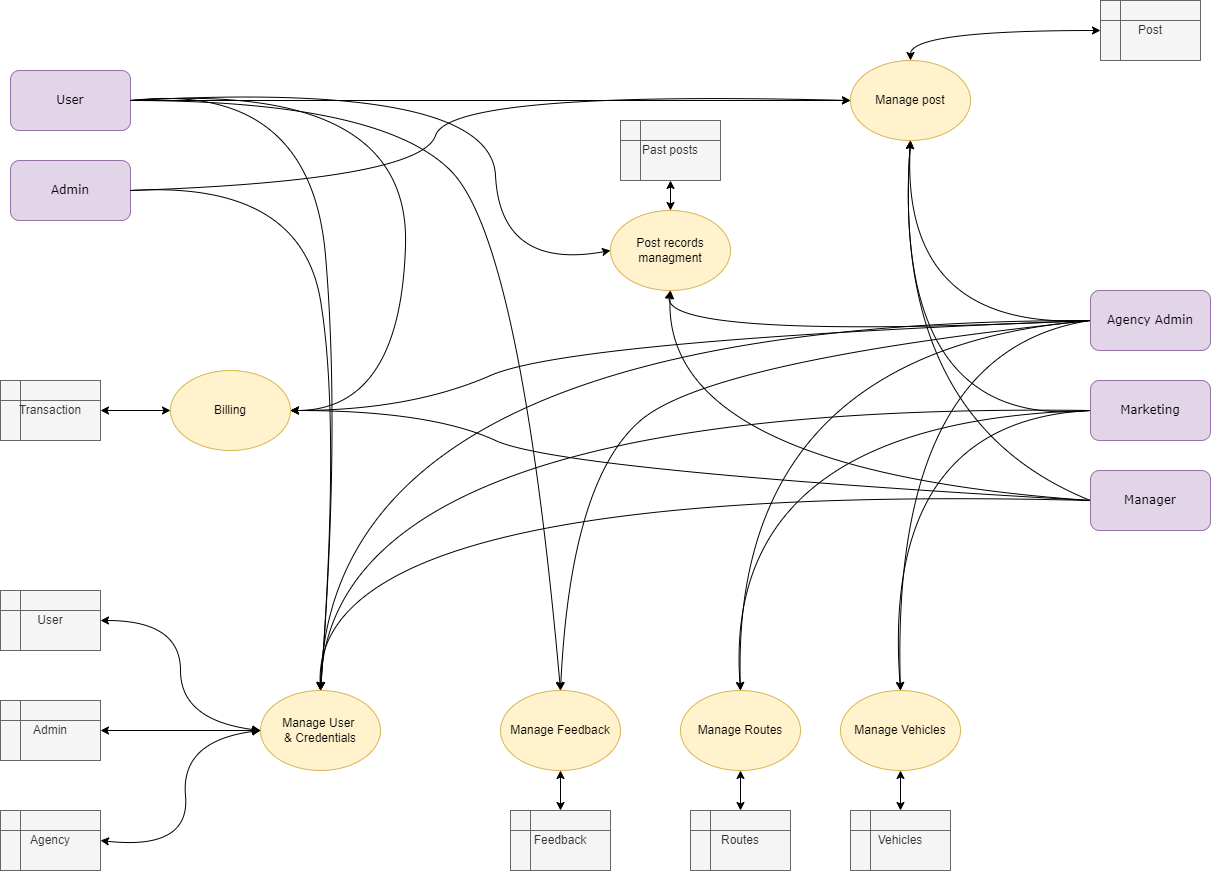 Post
User
Manage post
Past posts
Admin
Post records
managment
Agency Admin
Transaction
Billing
Marketing
Manager
User
Manage User
& Credentials
Admin
Manage Feedback
Manage Routes
Manage Vehicles
Agency
Feedback
Routes
Vehicles